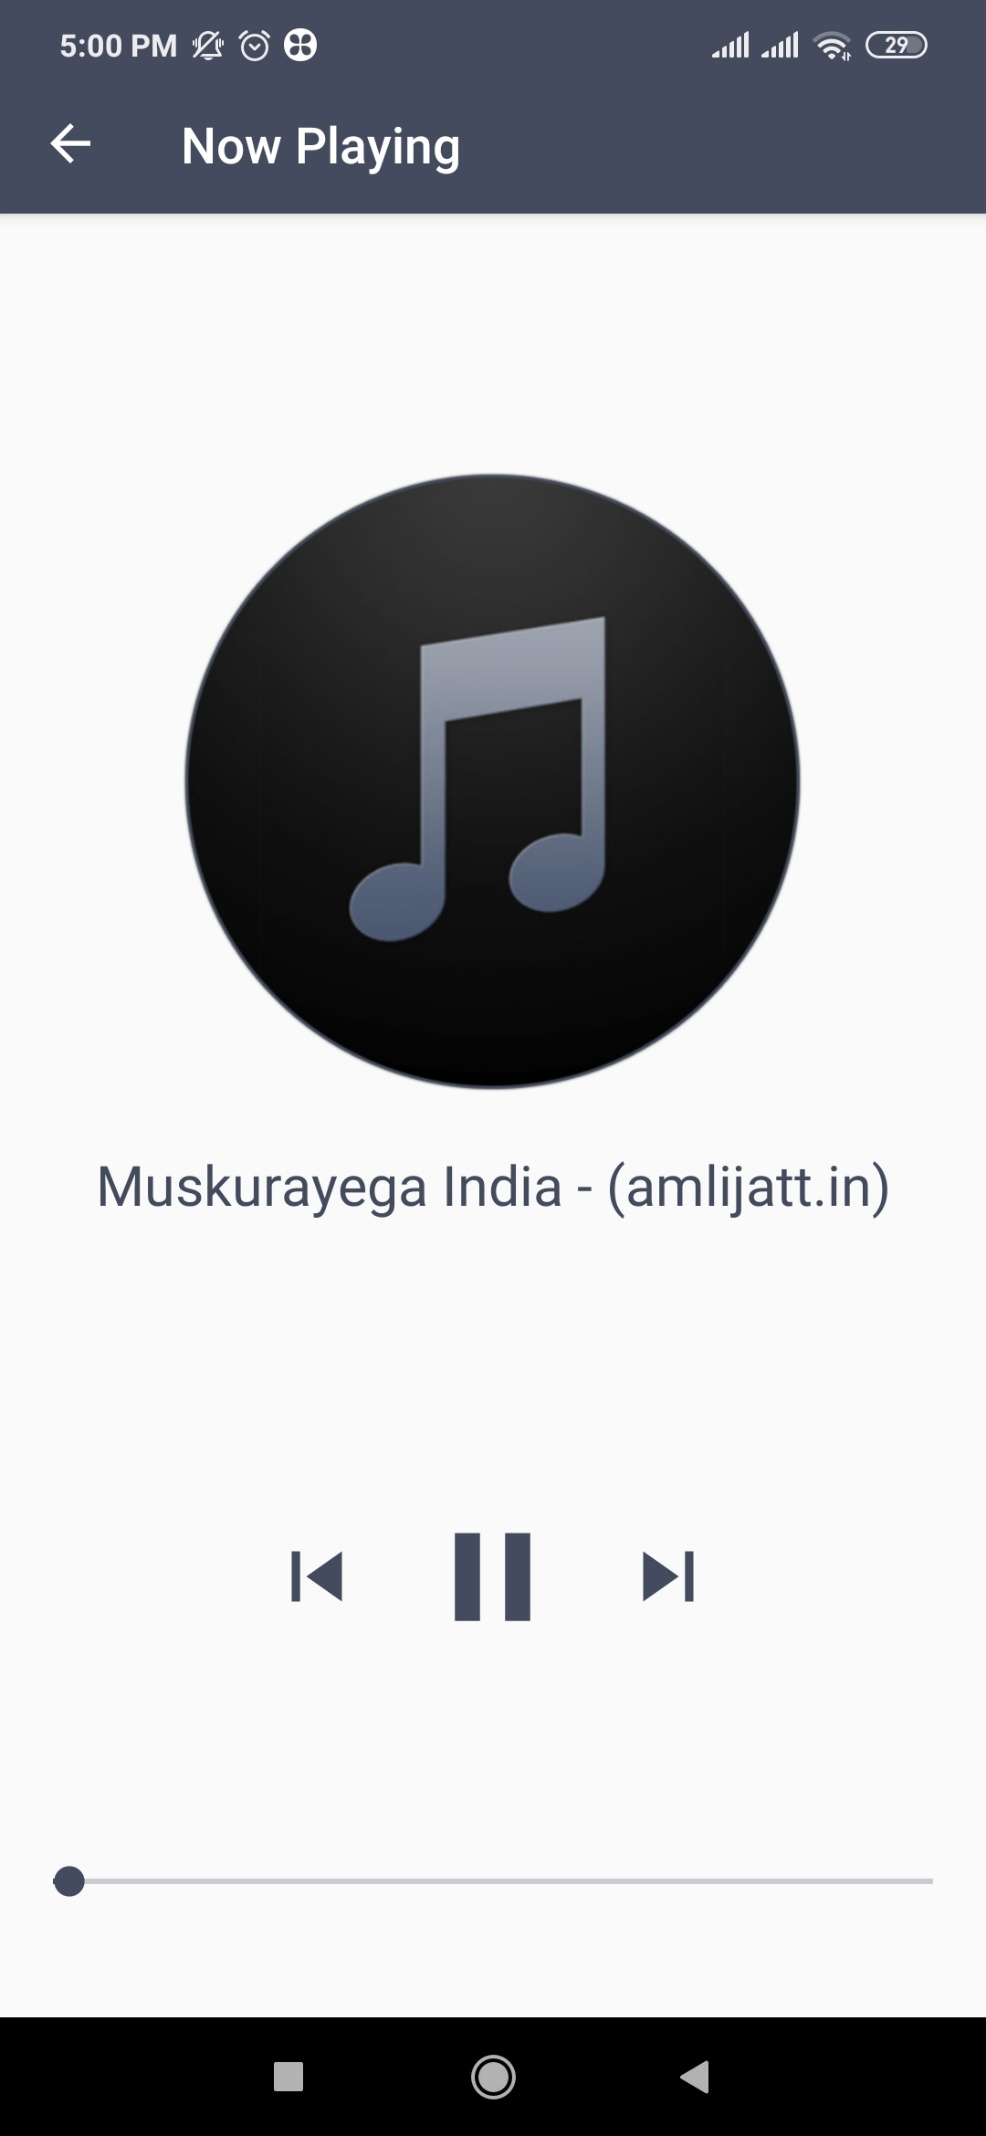 5:00 PM
29
Now Playing
Muskurayega India - (amlijatt.in)